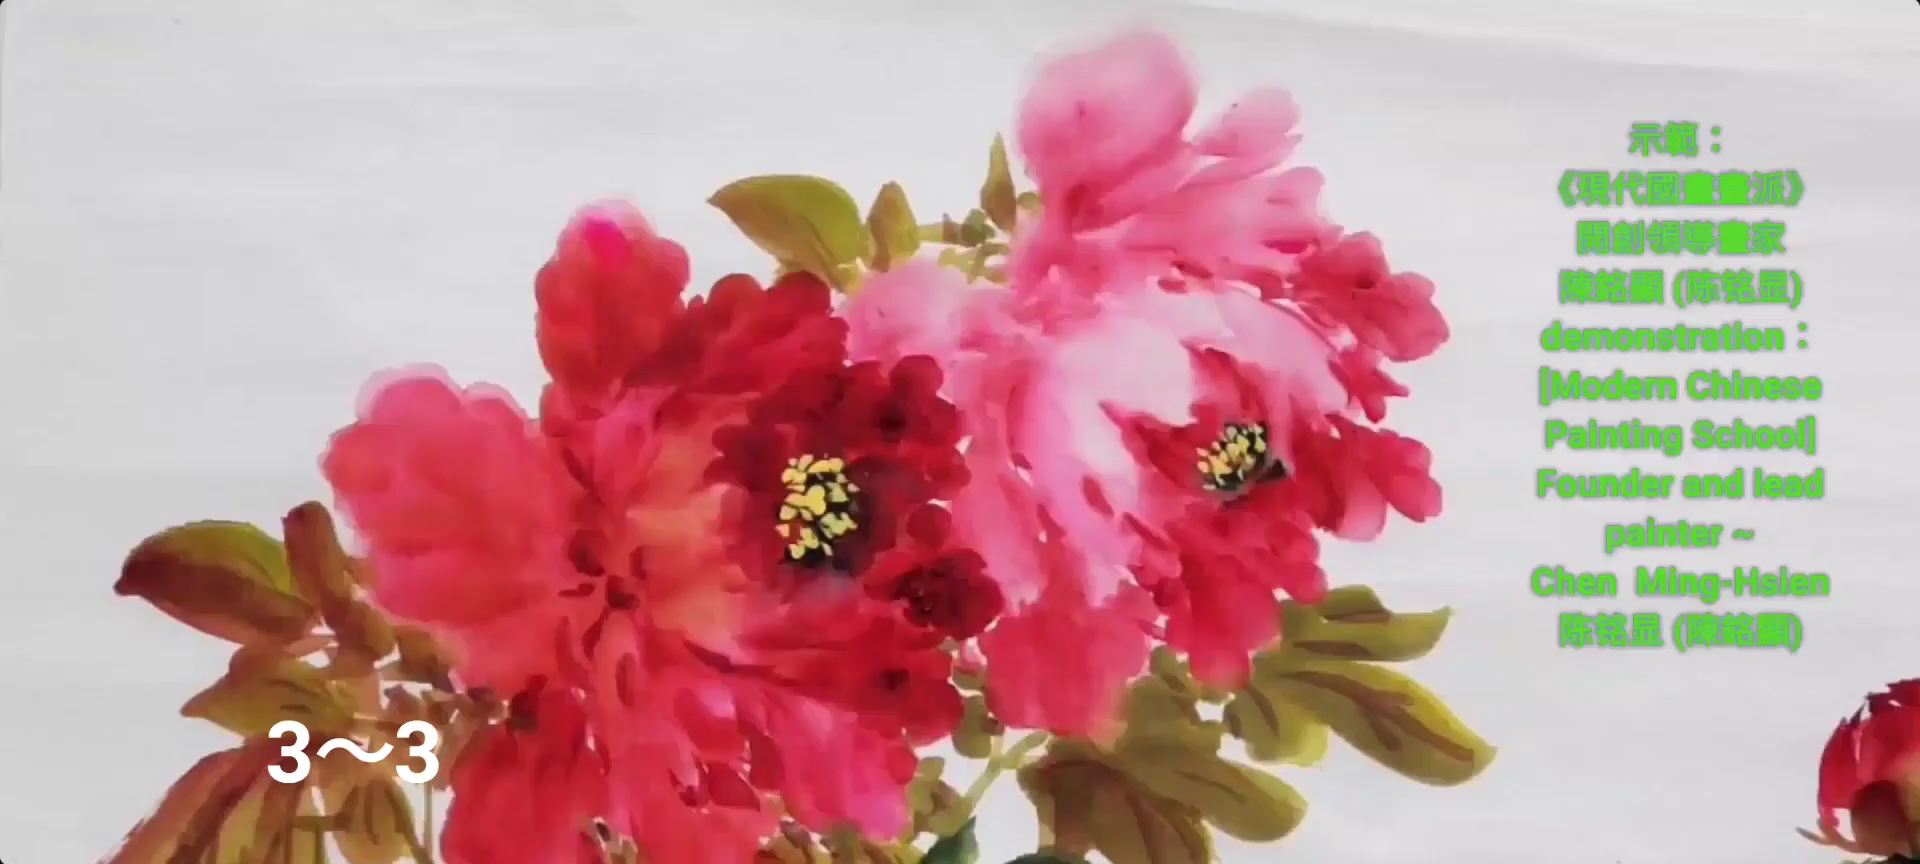 示範：
《現代國畫畫派》
開創領導畫家
陳銘顯 (陈铭显)
demonstration：
[Modern Chinese
Painting School]
Founder and lead
painter ~
Chen  Ming-Hsien
陈铭显 (陳銘顯)
3～3